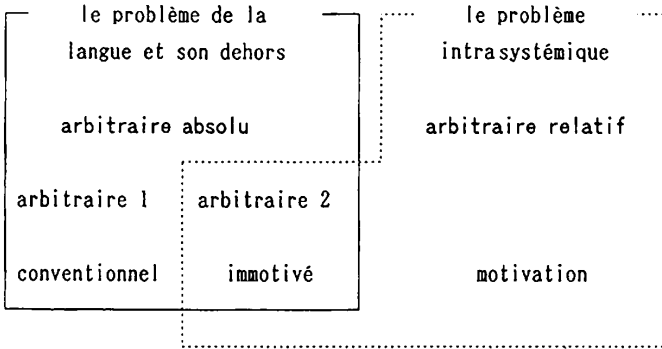 le problème de la
langue et son dehors
le problème
intrasystémique
arbitraire absolu
arbitraire relatif
arbitraire 1
arbitraire 2
conventionnel
immotivé
motivation